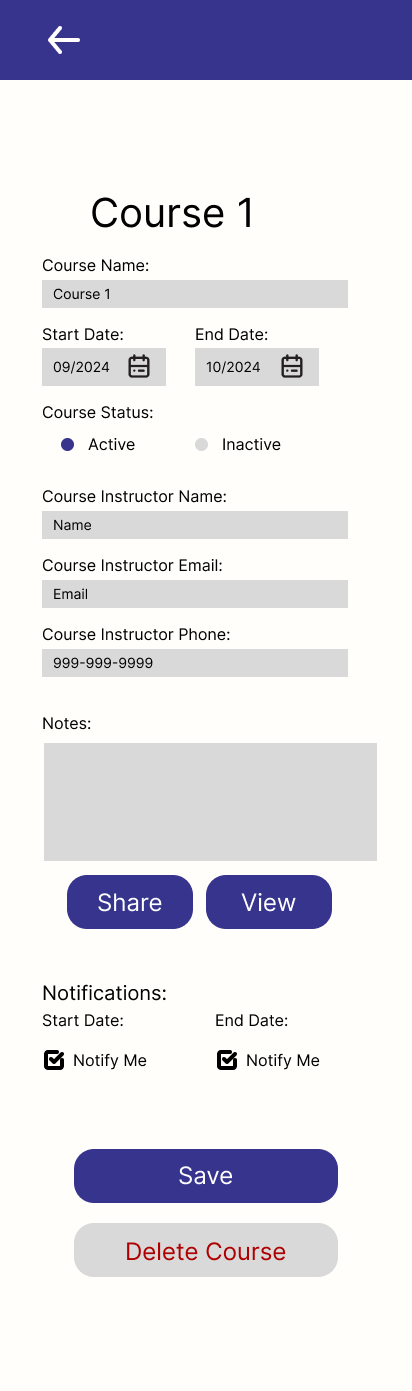 Course 1
Course Name:
Course 1
Start Date: End Date:
09/2024 10/2024
Course Status:
Active Inactive
Course Instructor Name:
Name
Course Instructor Email:
Email
Course Instructor Phone:
999-999-9999
Notes:
Share View
Notifications:
Start Date: End Date:
Notify Me Notify Me
Save
Delete Course